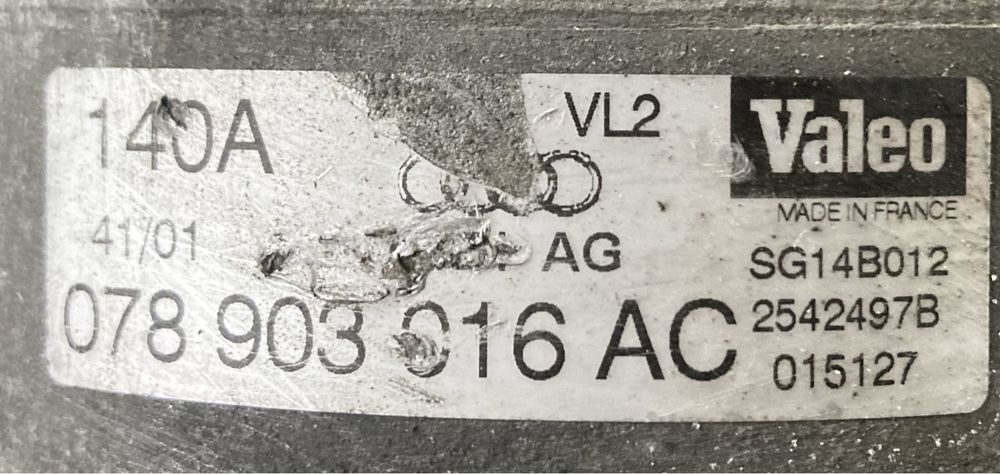 140A
VL2
Valeo
MADE IN FRANCE
41/01
AG
SG14B012
078 903 016 AC
2542497B
015127